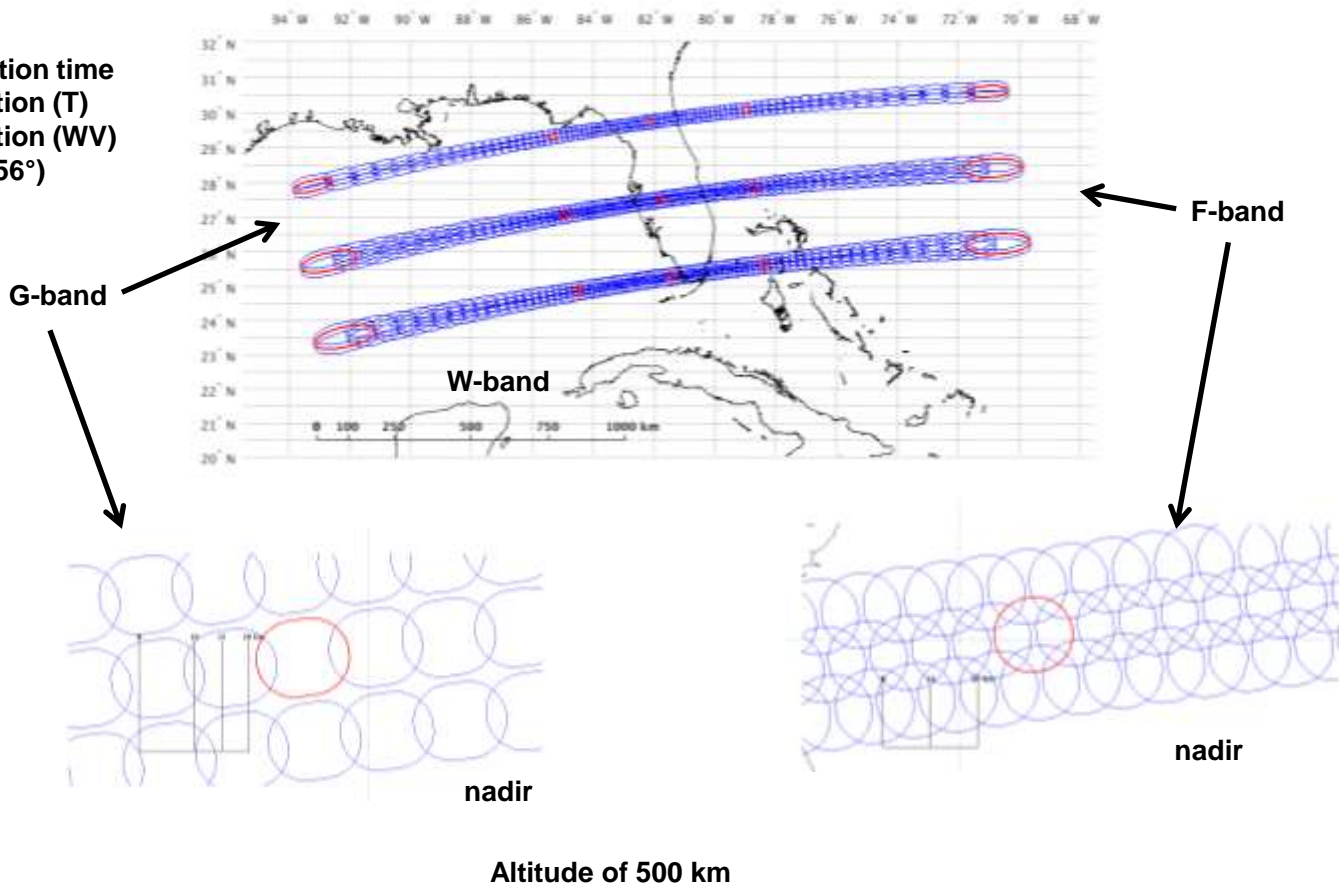 94° W 92° W 90° W 88° W 86° W 84° W 82° W 80° W 78° W 76° W 74° W 72° W 70° W 68° W
32° N
31° N
30° N
29° N
28° N
27° N
26° N
25° N
24° N
23° N
22° N
21° N
20° N
tion time
tion (T)
tion (WV)
56°)
F-band
G-band
W-band
0 100 250 500 750 1000 km
nadir
nadir
Altitude of 500 km